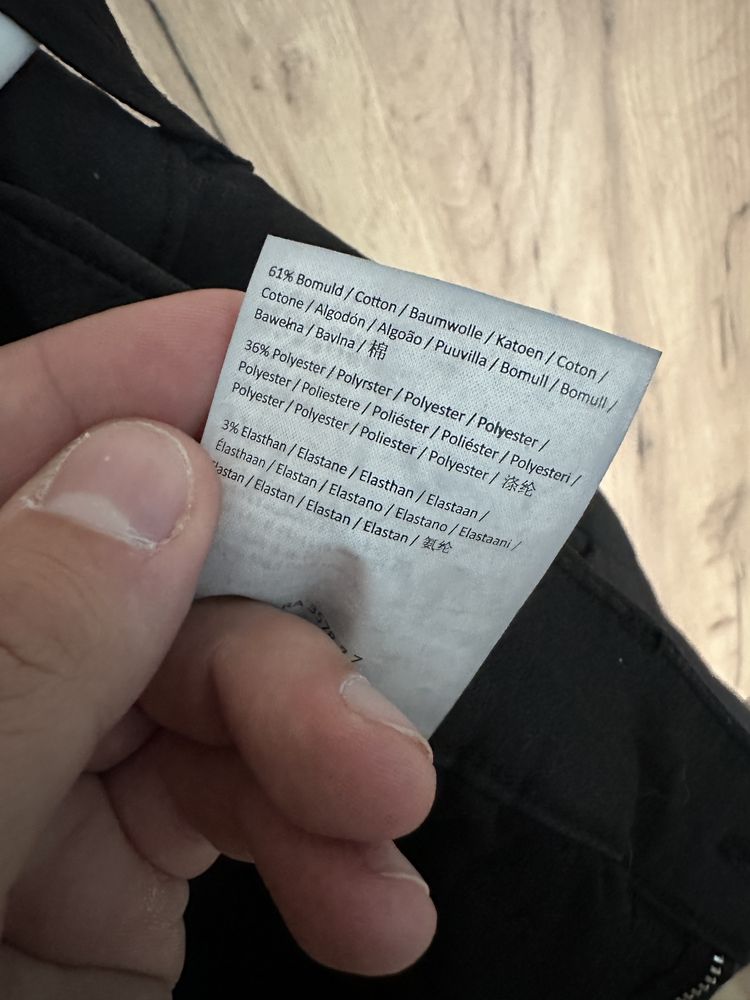 61% Bomuld / Cotton / Baumwolle / Katoen / Coton /
Cotone / Algodón / Algoão / Puuvilla / Bomull / Bomull /
Bawełna / Bavlna / 棉
36% Polyester / Polyrster / Polyester / Polyester /
Polyester / Poliestere / Poliéster / Poliéster / Polyesteri /
Polyester / Polyester / Poliester / Polyester / 涤纶
3% Elasthan / Elastane / Elasthan / Elastaan /
Élasthaan / Elastan / Elastano / Elastano / Elastaani /
Elastan / Elastan / Elastan / Elastan / 氨纶